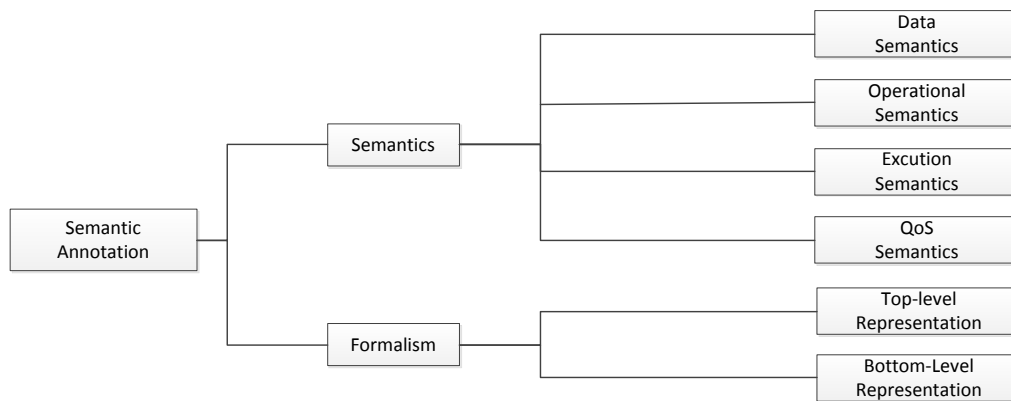 Data
Semantics
Operational
Semantics
Semantics
Excution
Semantics
Semantic
Annotation
QoS
Semantics
Top-level
Representation
Formalism
Bottom-Level
Representation